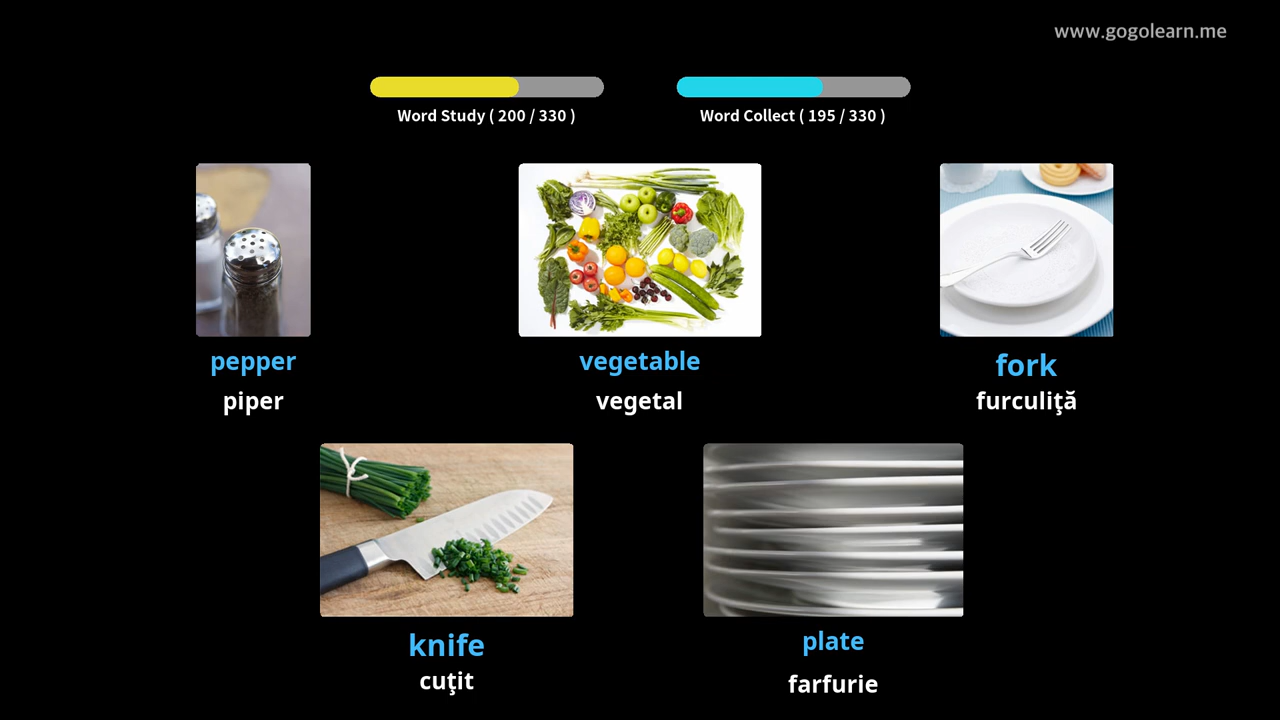 www.gogolearn.me
Word Study ( 200 / 330 )
Word Collect ( 195 / 330 )
pepper
piper
vegetable
vegetal
fork
furculiţă
knife
cuţit
plate
farfurie